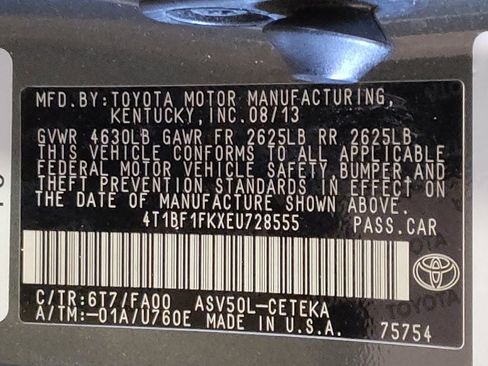 MFD.BY:TOYOTA MOTOR MANUFACTURING,
KENTUCKY,INC.08/13
GVWR 4630LB GAWR FR 2625LB RR 2625LB
THIS VEHICLE CONFORMS TO ALL APPLICABLE
FEDERAL MOTOR VEHICLE SAFETY,BUMPER,AND
THEFT PREVENTION STANDARDS IN EFFECT ON
THE DATE OF MANUFACTURE SHOWN ABOVE.
4T1BF1FKXEU728555 PASS.CAR
C/TR:6T7/FA00 ASV50L-CETEKA
A/TM:-01A/U760E MADE IN U.S.A. 75754
TOYOTA